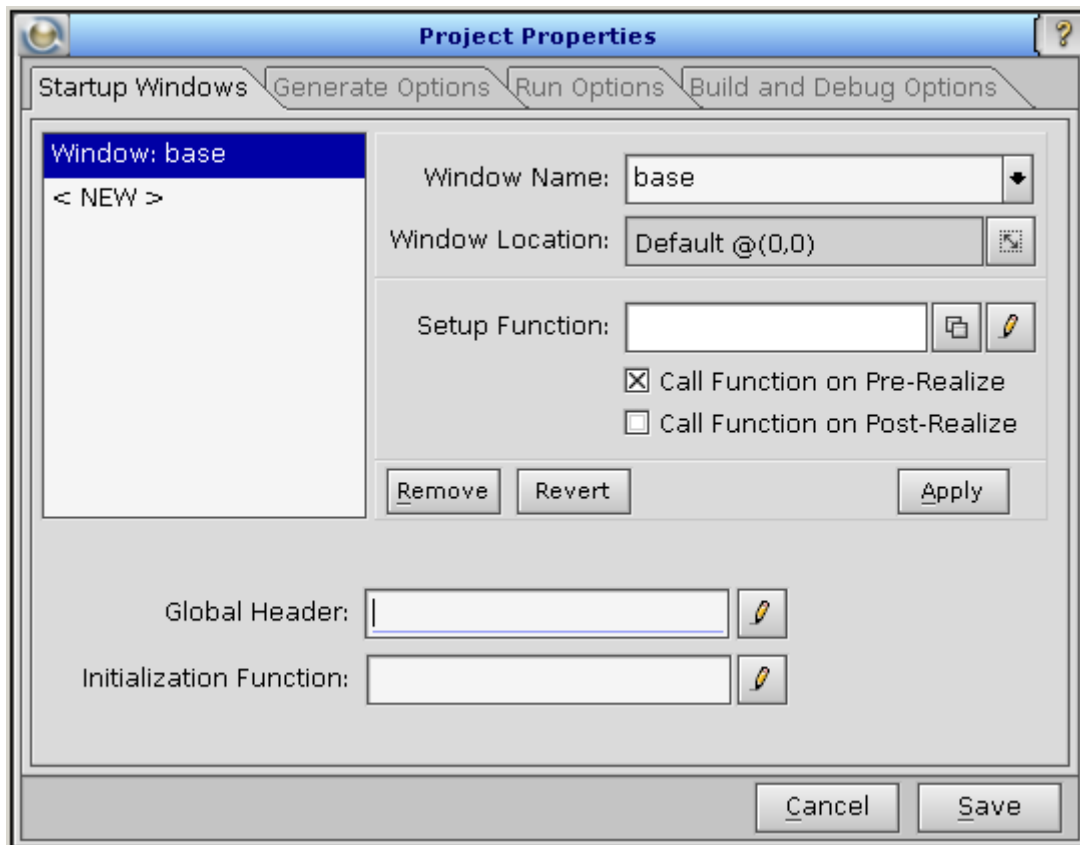 Project Properties
?
Startup Windows Generate Options Run Options Build and Debug Options
Window: base
< NEW >
Window Name: base
Window Location: Default @(0,0)
Setup Function:
Call Function on Pre-Realize
Call Function on Post-Realize
Remove Revert Apply
Global Header:
Initialization Function:
Cancel Save